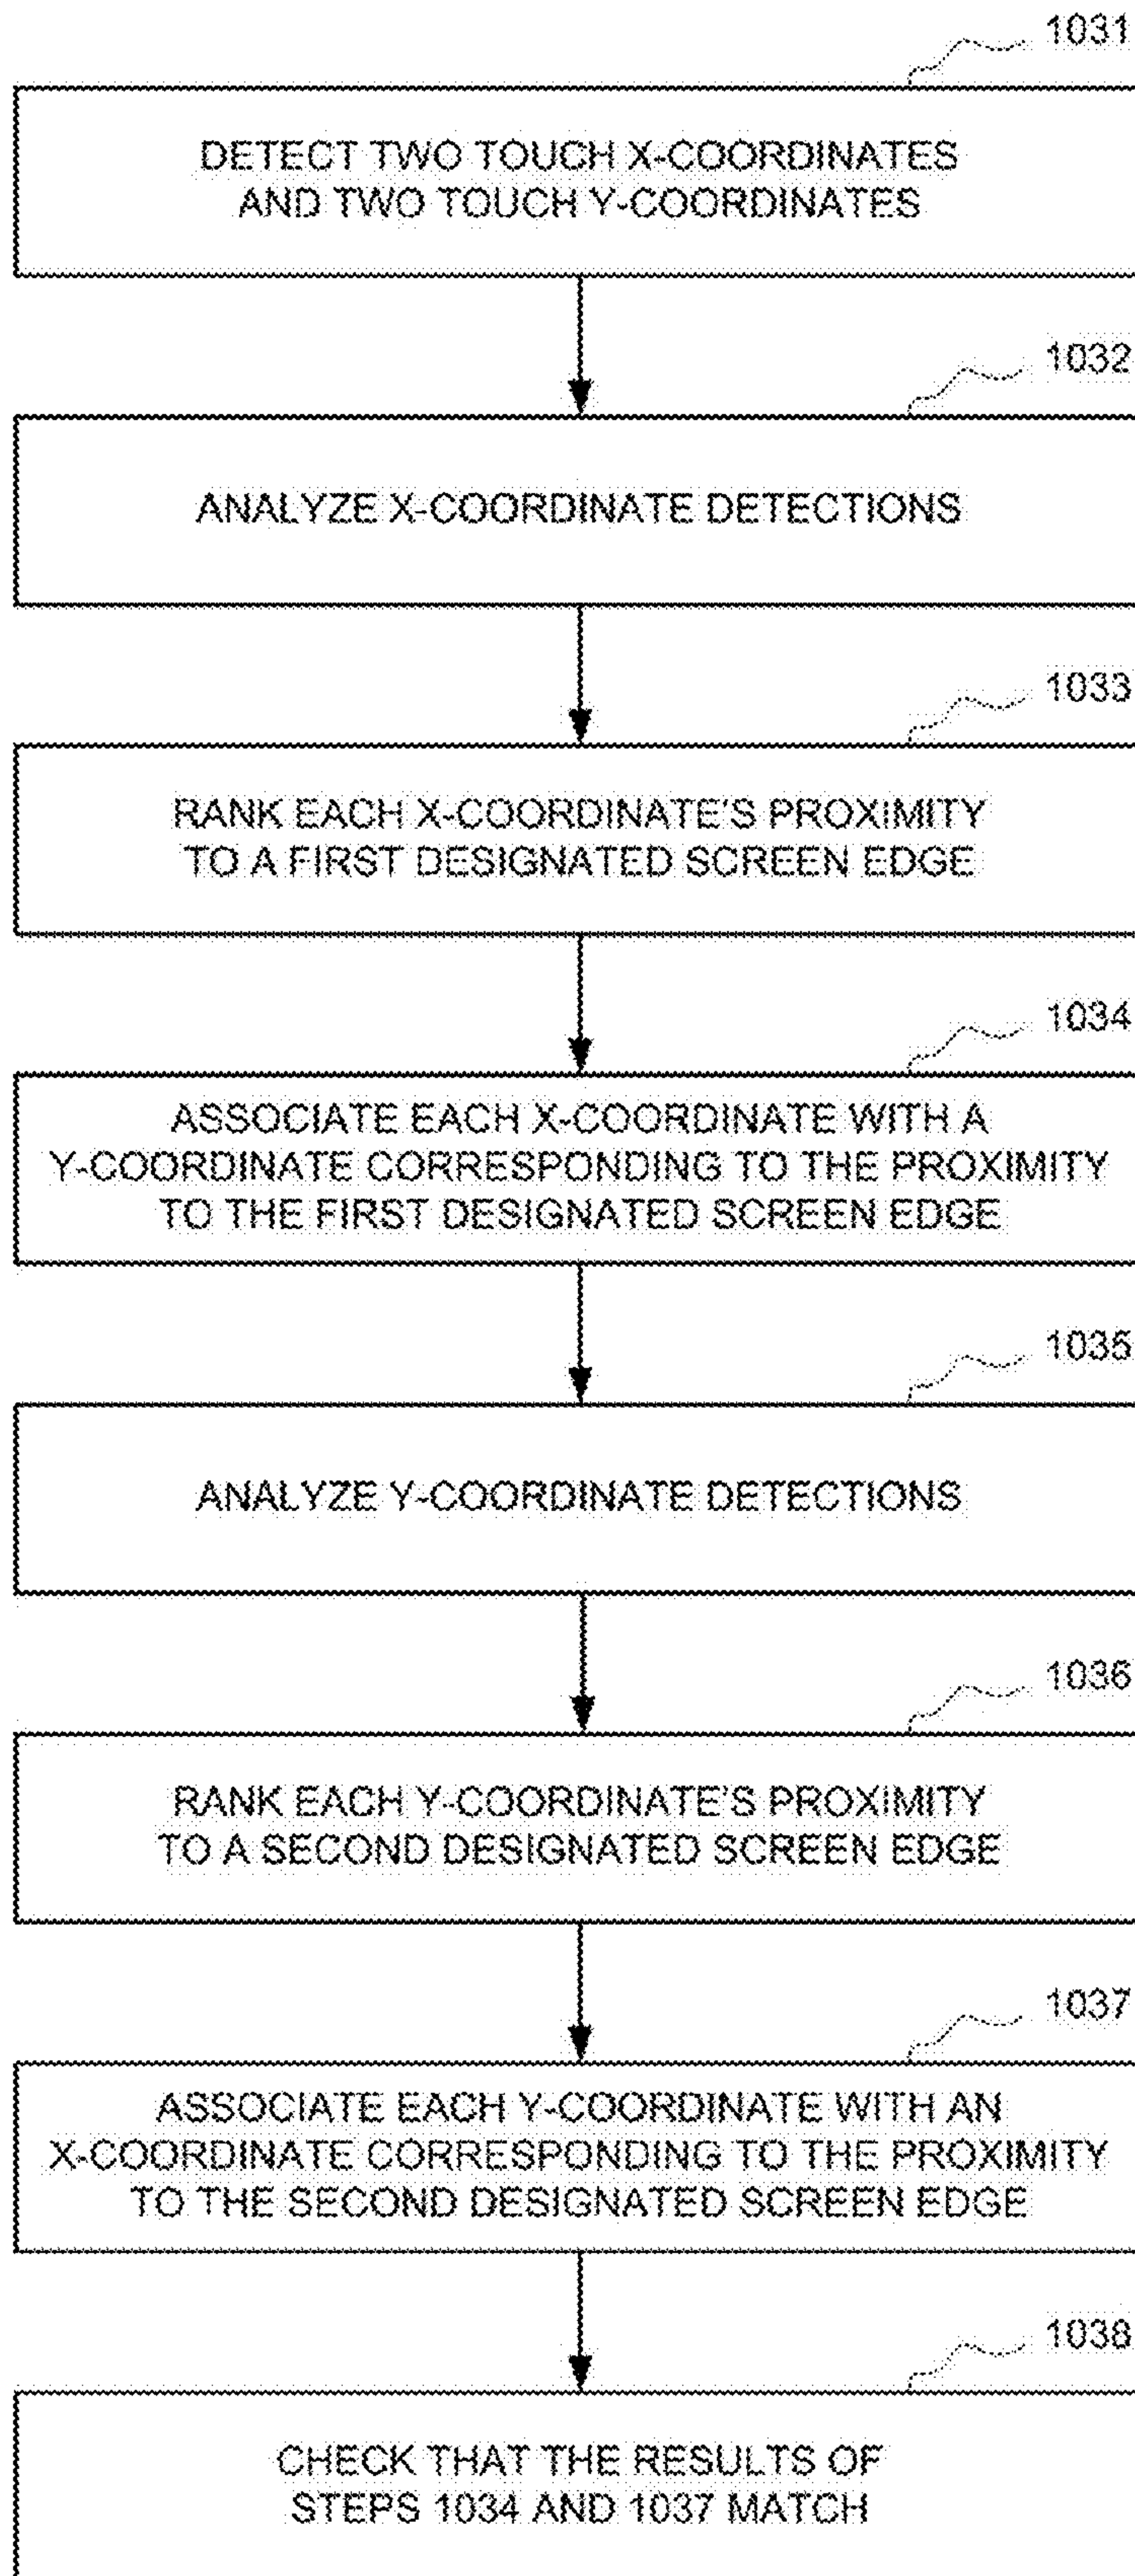 1031
DETECT TWO TOUCH X-COORDINATES
AND TWO TOUCH Y-COORDINATES
1032
ANALYZE X-COORDINATE DETECTIONS
1033
RANK EACH X-COORDINATE'S PROXIMITY
TO A FIRST DESIGNATED SCREEN EDGE
1034
ASSOCIATE EACH X-COORDINATE WITH A
Y-COORDINATE CORRESPONDING TO THE PROXIMITY
TO THE FIRST DESIGNATED SCREEN EDGE
1035
ANALYZE Y-COORDINATE DETECTIONS
1036
RANK EACH Y-COORDINATE'S PROXIMITY
TO A SECOND DESIGNATED SCREEN EDGE
1037
ASSOCIATE EACH Y-COORDINATE WITH AN
X-COORDINATE CORRESPONDING TO THE PROXIMITY
TO THE SECOND DESIGNATED SCREEN EDGE
1038
CHECK THAT THE RESULTS OF
STEPS 1034 AND 1037 MATCH